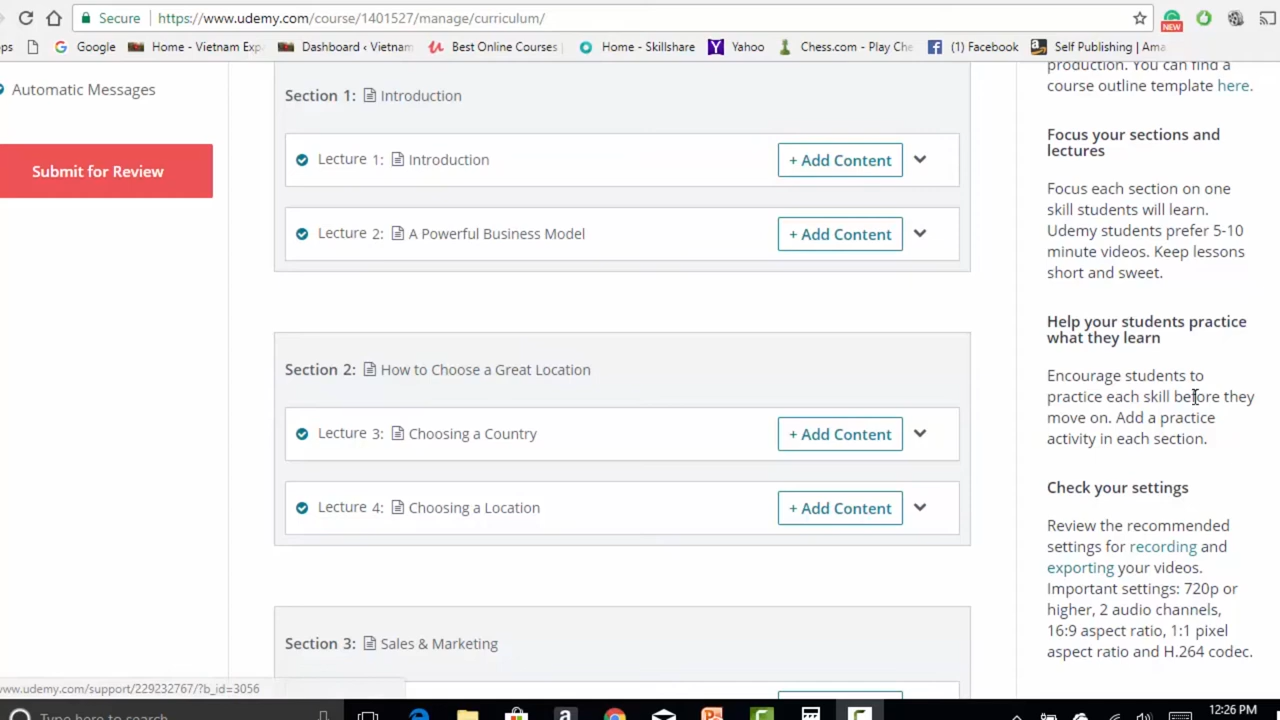 Secure
https://www.udemy.com/course/1401527/manage/curriculum/
NEW
ps
Google
Home - Vietnam Exp
Dashboard ‹ Vietnam
Best Online Courses
Home - Skillshare
Yahoo
Chess.com - Play Che
(1) Facebook
Self Publishing | Ama
Automatic Messages
Submit for Review
Section 1: Introduction
Lecture 1: Introduction
+ Add Content
Lecture 2: A Powerful Business Model
+ Add Content
Section 2: How to Choose a Great Location
Lecture 3: Choosing a Country
+ Add Content
Lecture 4: Choosing a Location
+ Add Content
Section 3: Sales & Marketing
production. You can find a
course outline template here.
Focus your sections and
lectures
Focus each section on one
skill students will learn.
Udemy students prefer 5-10
minute videos. Keep lessons
short and sweet.
Help your students practice
what they learn
Encourage students to
practice each skill before they
move on. Add a practice
activity in each section.
Check your settings
Review the recommended
settings for recording and
exporting your videos.
Important settings: 720p or
higher, 2 audio channels,
16:9 aspect ratio, 1:1 pixel
aspect ratio and H.264 codec.
www.udemy.com/support/229232767/?b_id=3056
Type here to search
12:26 PM